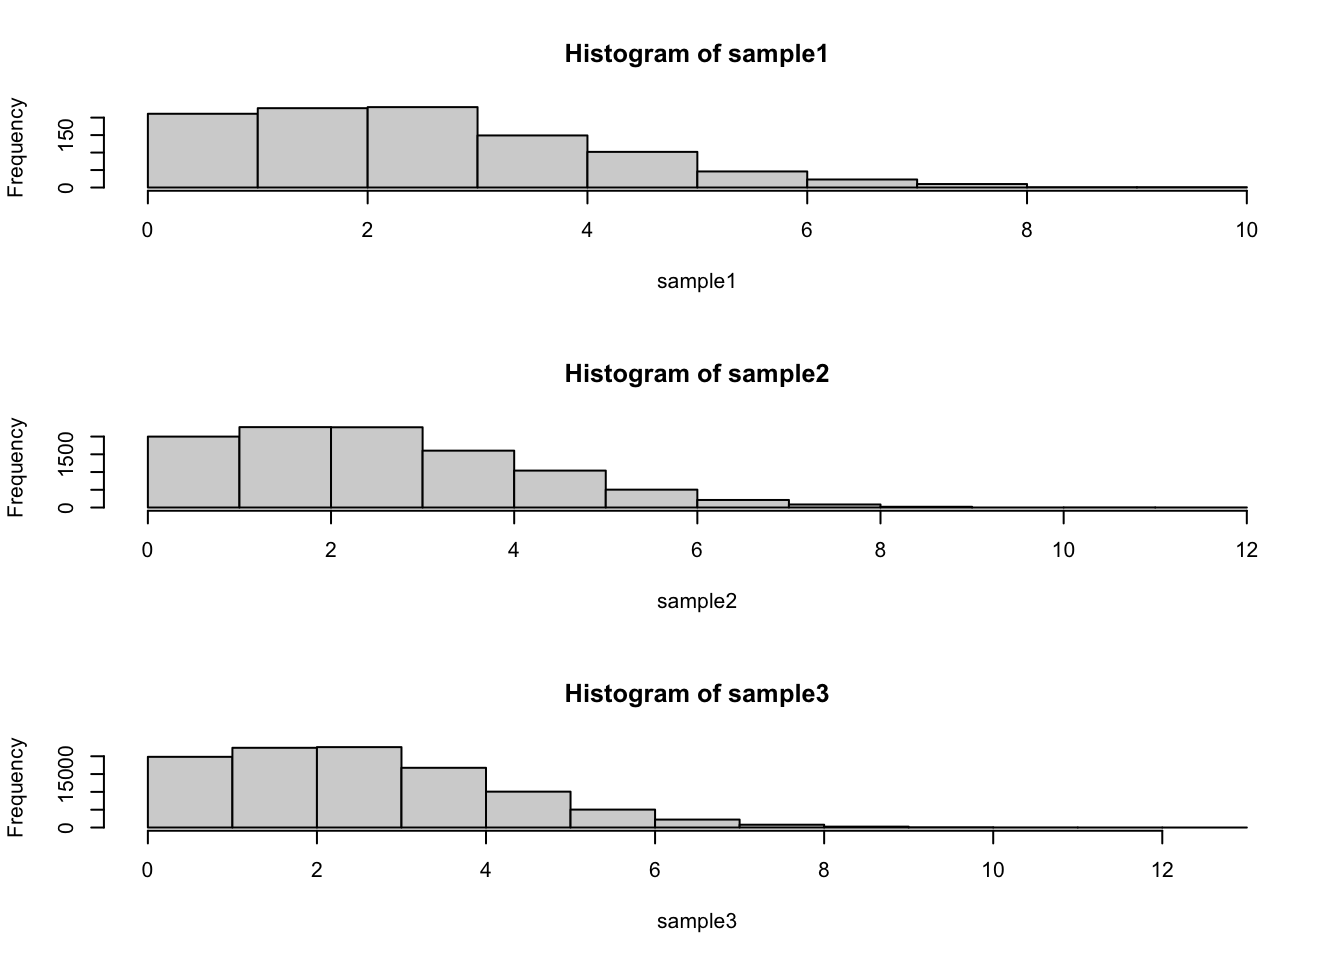 Histogram of sample1
Frequency
150
0
0 2 4 6 8 10
sample1
Histogram of sample2
Frequency
1500
0
0 2 4 6 8 10 12
sample2
Histogram of sample3
Frequency
15000
0
0 2 4 6 8 10 12
sample3